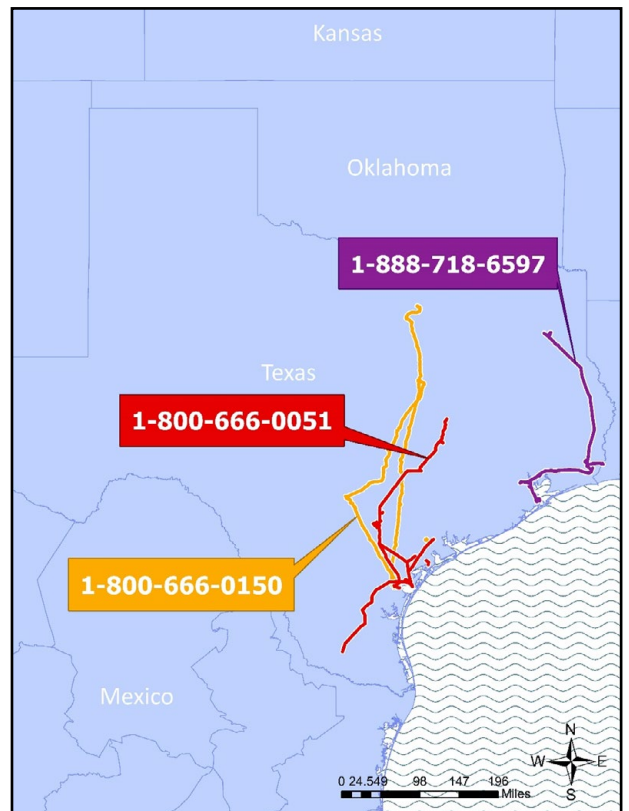 Kansas
Oklahoma
1-888-718-6597
Texas
1-800-666-0051
1-800-666-0150
Mexico
N
W E
S
0 24.549 98 147 196
Miles